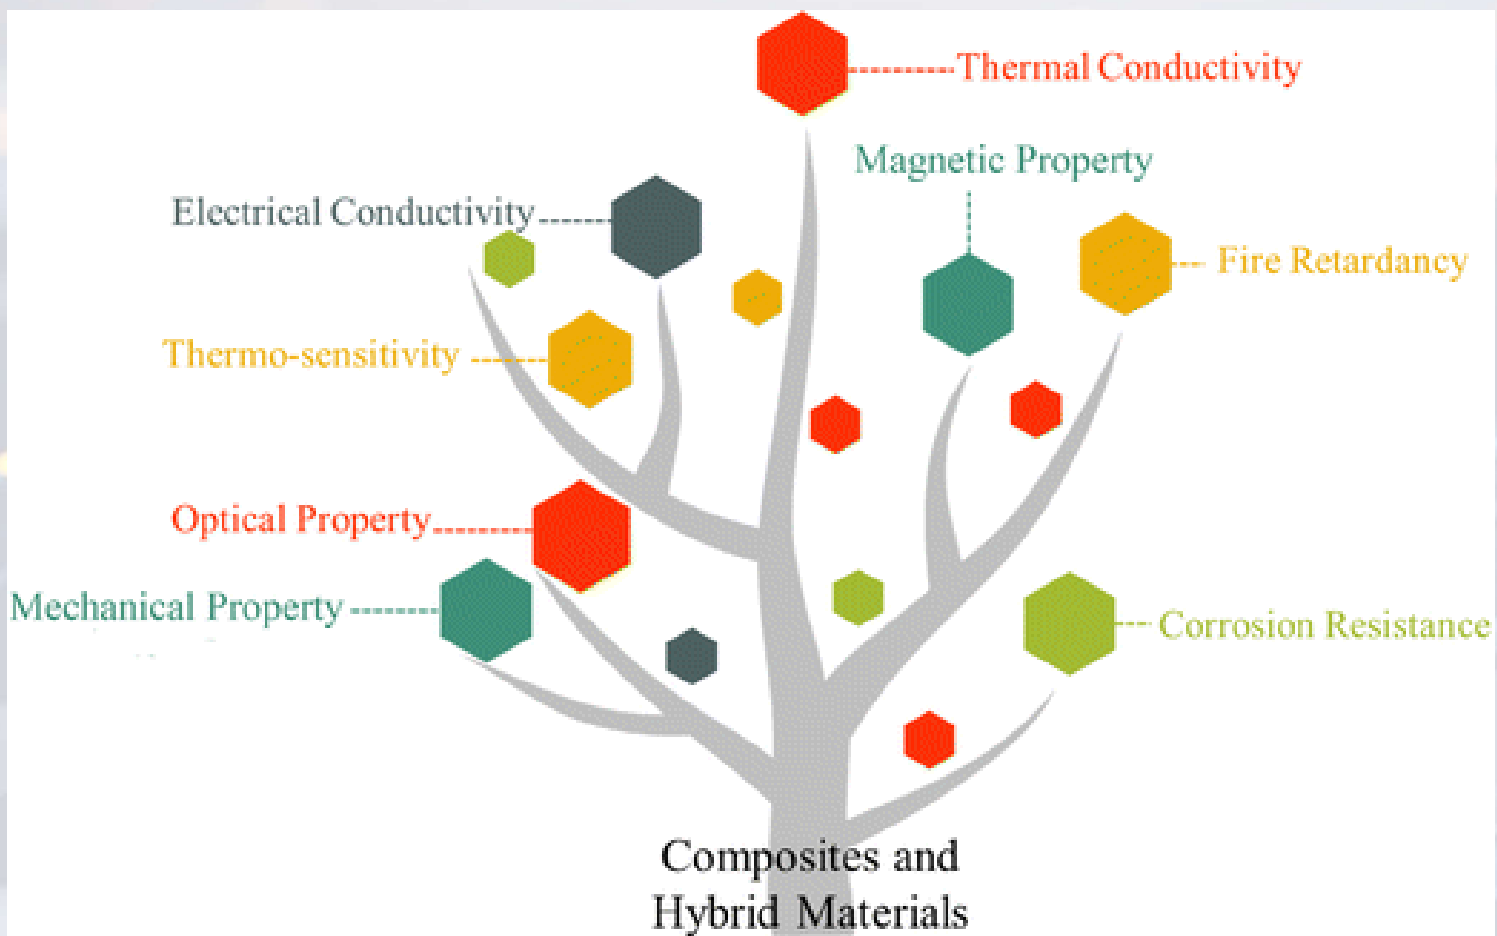 Thermal Conductivity
Magnetic Property
Electrical Conductivity
Fire Retardancy
Thermo-sensitivity
Optical Property
Mechanical Property
Corrosion Resistance
Composites and
Hybrid Materials